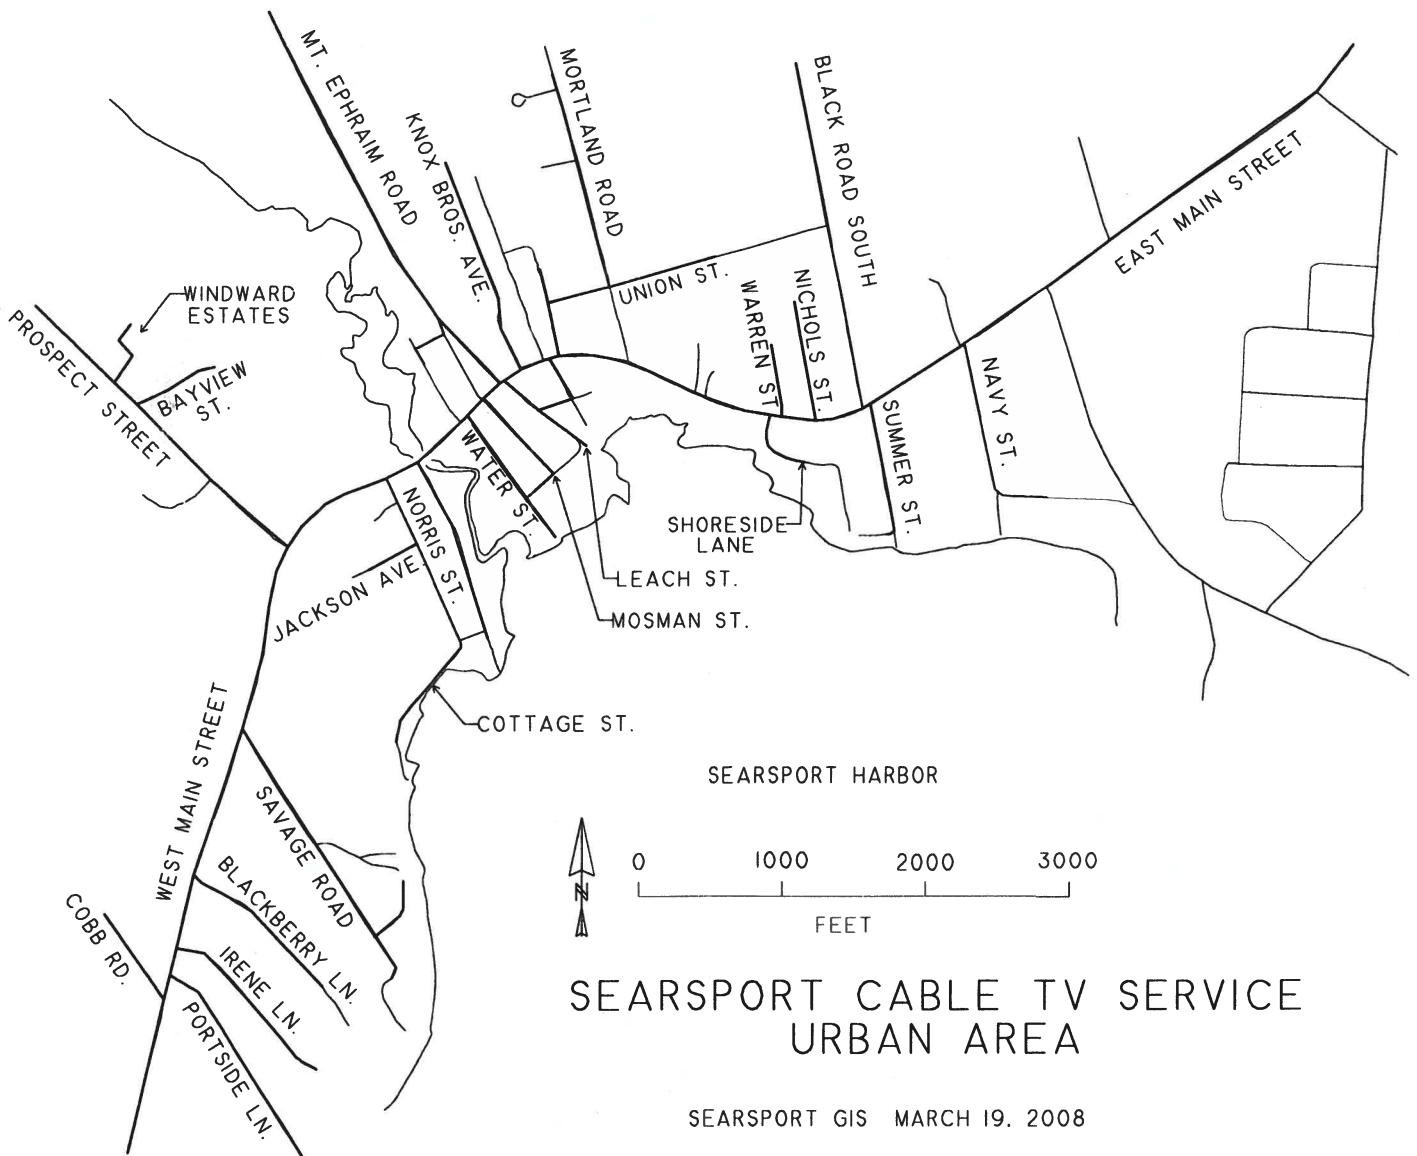 MT. EPHRAIM ROAD
KNOX BROS. AVE.
MORTLAND ROAD
BLACK ROAD SOUTH
EAST MAIN STREET
UNION ST.
WARREN ST.
NICHOLS ST.
WINDWARD
ESTATES
PROSPECT STREET
BAYVIEW
ST.
NAVY ST.
SUMMER ST.
WATER ST.
NORRIS ST.
SHORESIDE
LANE
JACKSON AVE.
LEACH ST.
MOSMAN ST.
COTTAGE ST.
WEST MAIN STREET
SAVAGE ROAD
BLACKBERRY LN.
COBB RD.
IRENE LN.
PORTSIDE LN.
SEARSPORT HARBOR
N
0 1000 2000 3000
FEET
SEARSPORT CABLE TV SERVICE
URBAN AREA
SEARSPORT GIS MARCH 19, 2008